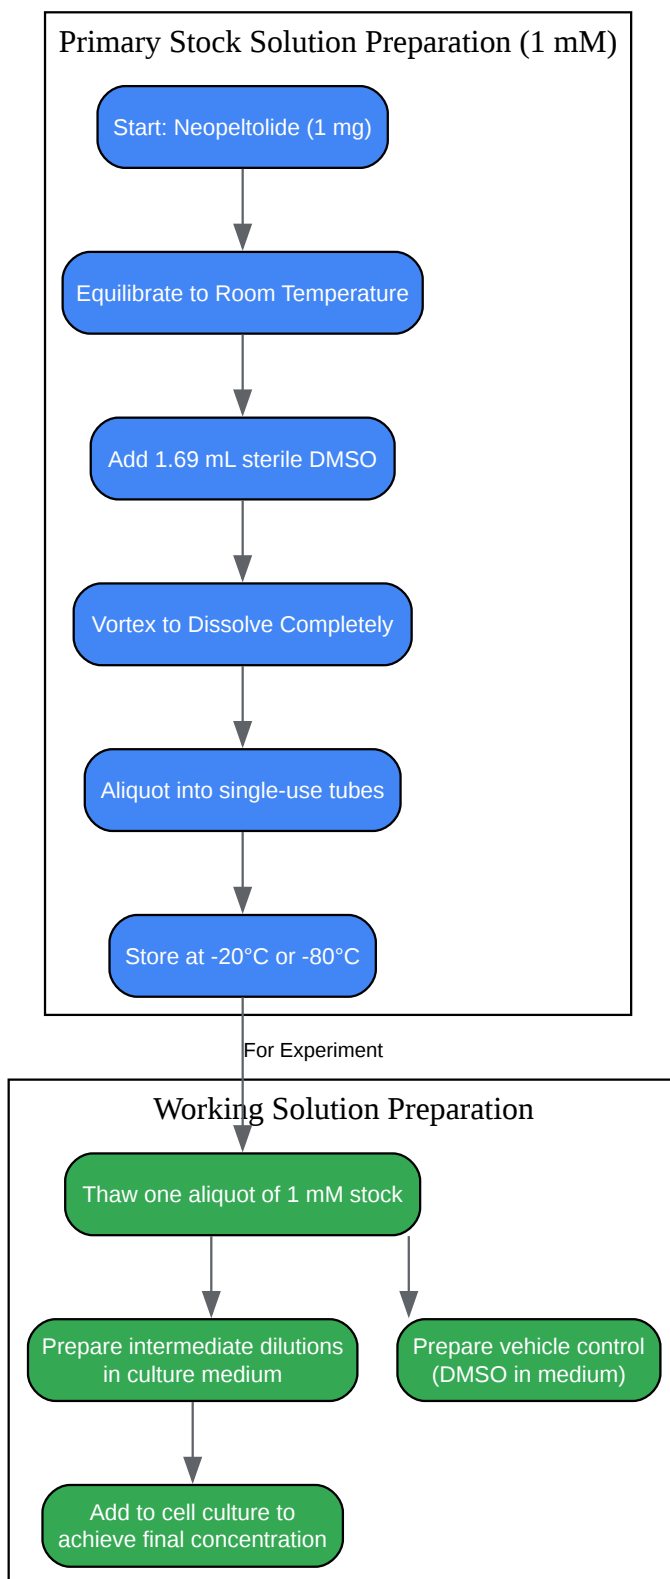 Primary Stock Solution Preparation (1 mM)
Start: Neopeltolide (1 mg)
Equilibrate to Room Temperature
Add 1.69 mL sterile DMSO
Vortex to Dissolve Completely
Aliquot into single-use tubes
Store at -20°C or -80°C
For Experiment
Working Solution Preparation
Thaw one aliquot of 1 mM stock
Prepare intermediate dilutions
in culture medium
Prepare vehicle control
(DMSO in medium)
Add to cell culture to
achieve final concentration